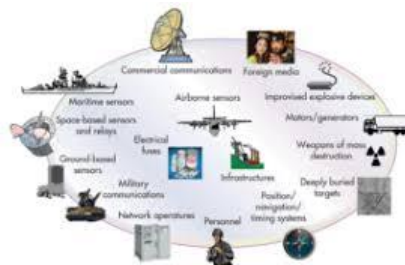 Commercial communications
Foreign media
Maritime sensors
Airborne sensors
Improvised explosive devices
Space-based sensors
and relays
Motors/generators
Electrical
fuses
Weapons of mass
destruction
Ground-based
sensors
Infrastructures
Military
communications
Deeply buried
targets
Position/
navigation/
timing systems
Network operatures
Personnel